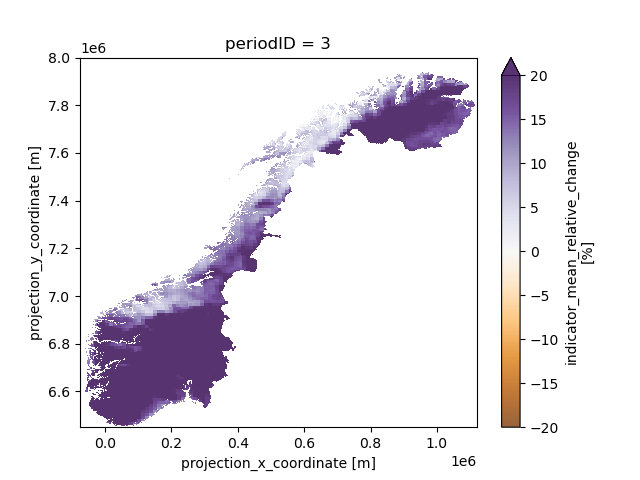 periodID = 3
1e6
8.0
7.8
7.6
7.4
7.2
7.0
6.8
6.6
projection_y_coordinate [m]
0.0 0.2 0.4 0.6 0.8 1.0
1e6
projection_x_coordinate [m]
20
15
10
5
0
−5
−10
−15
−20
indicator_mean_relative_change
[%]